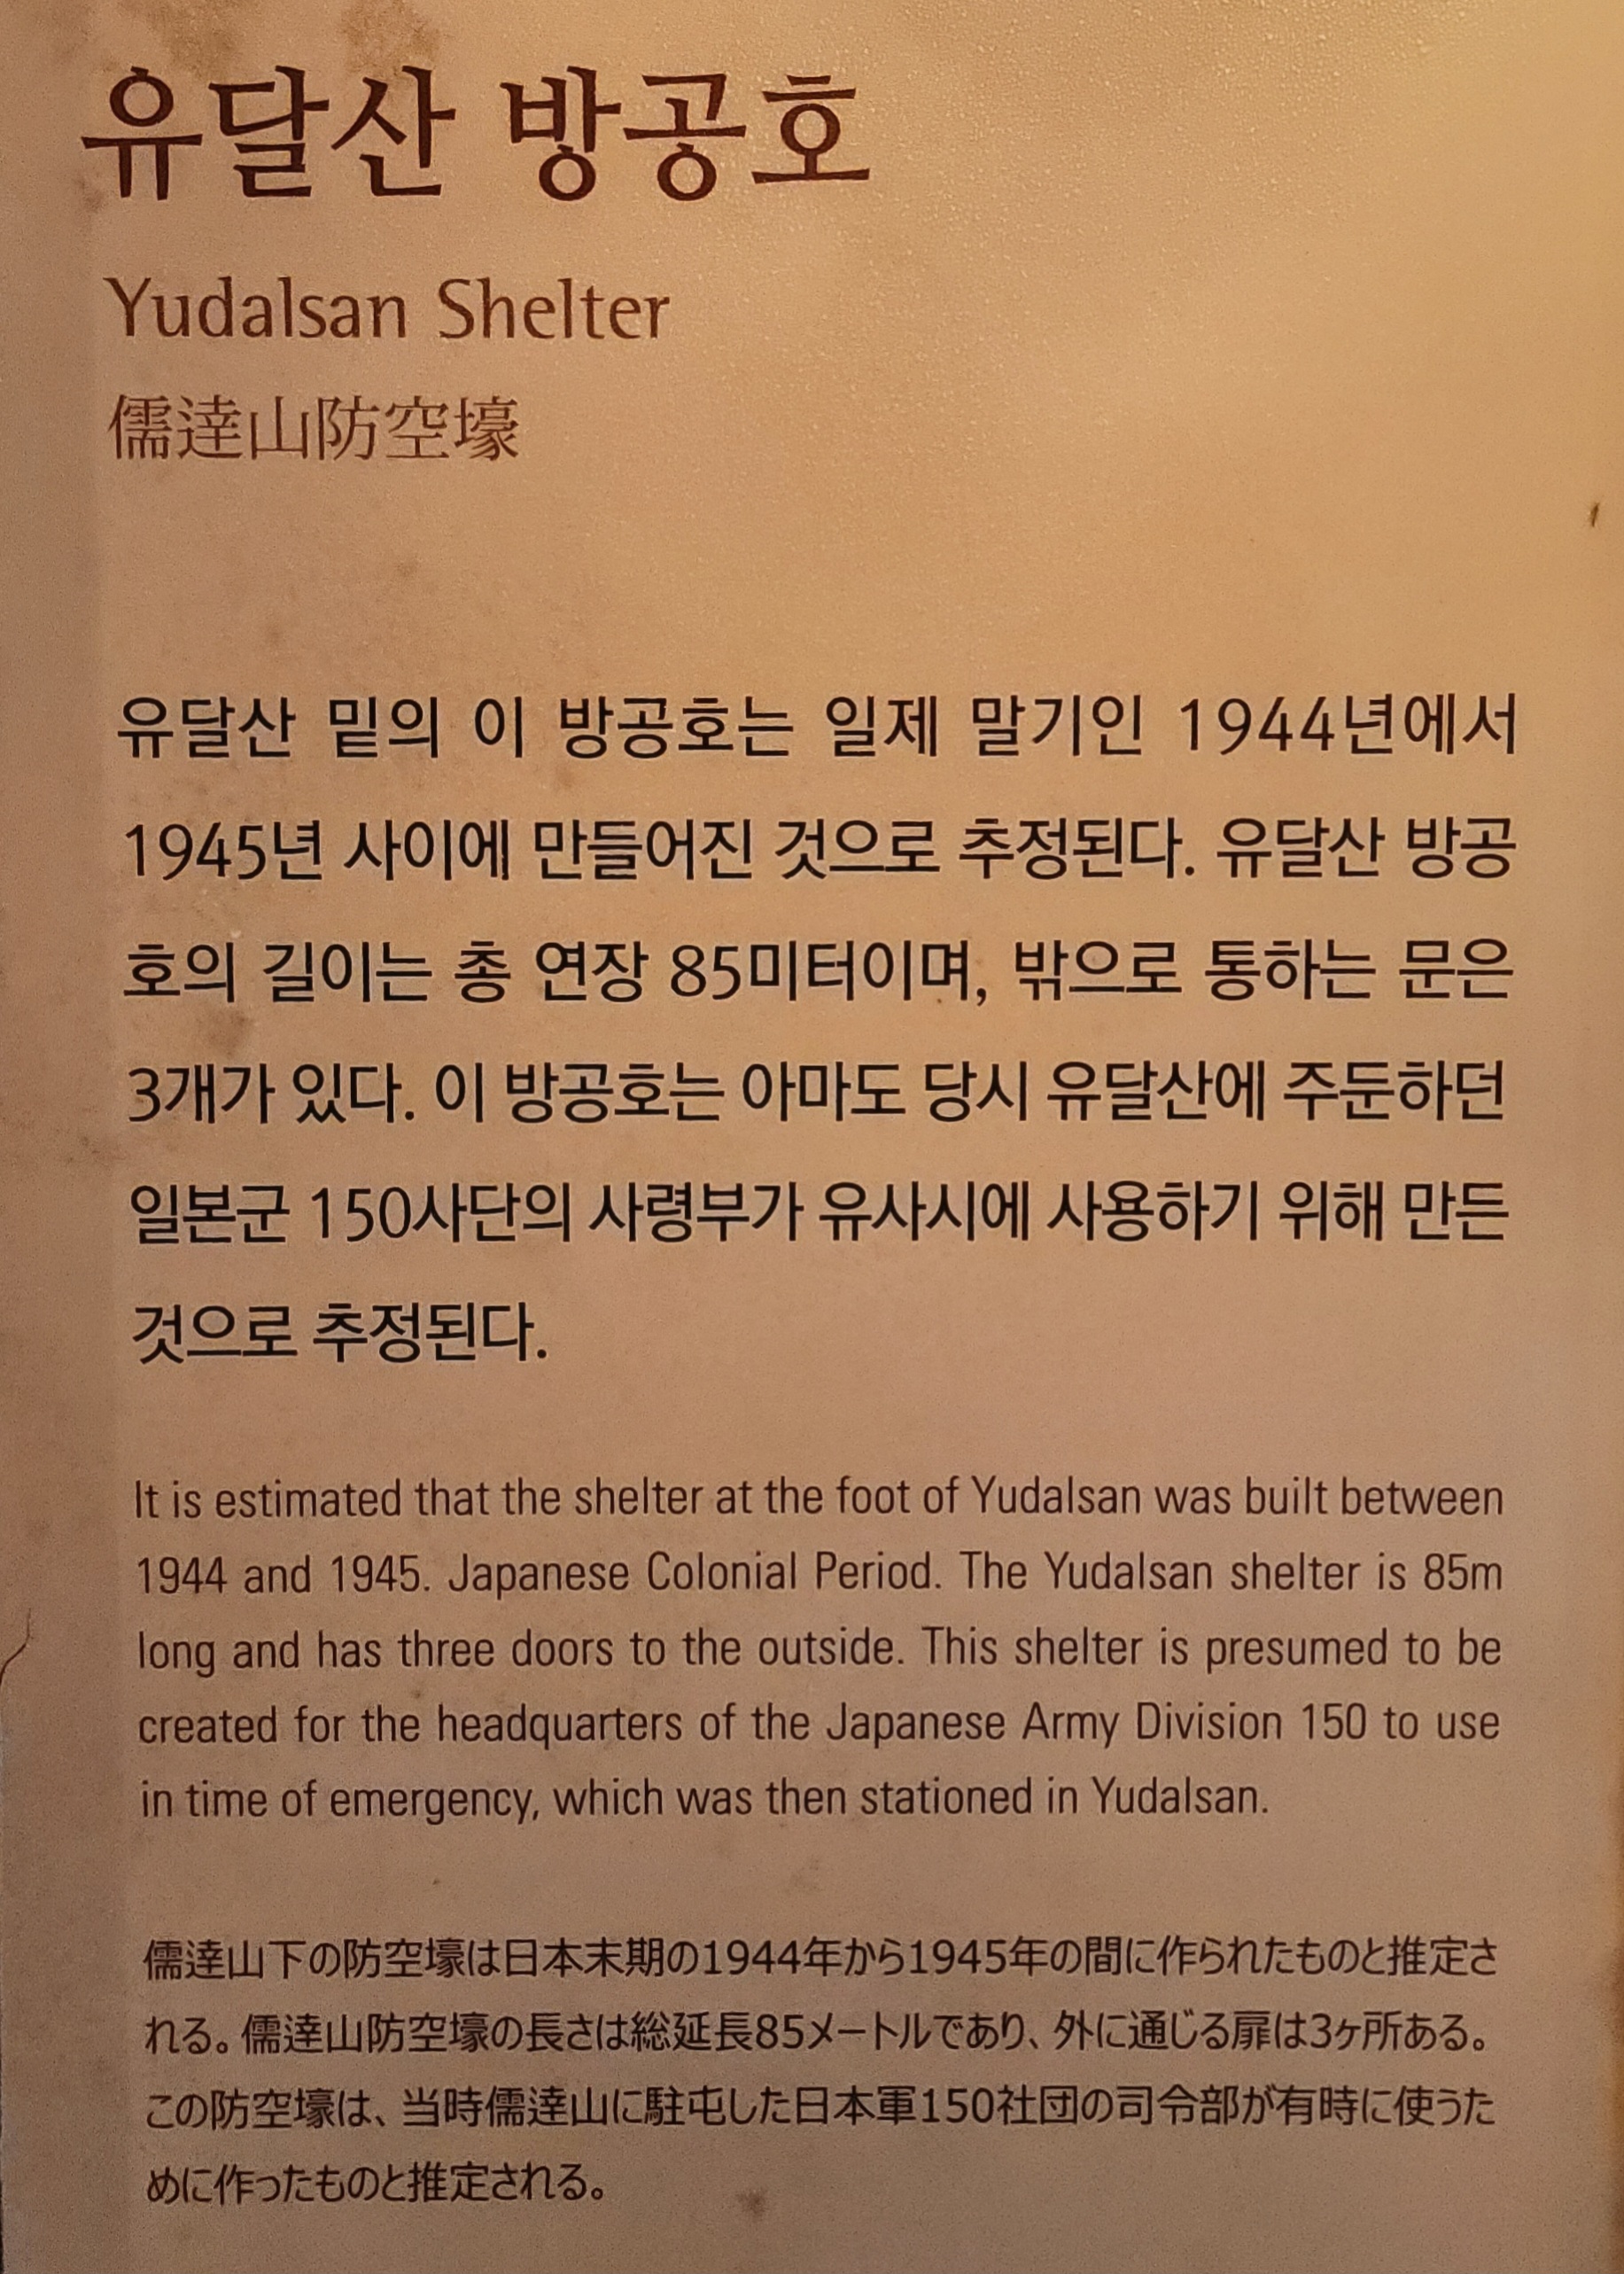 유달산 방공호
Yudalsan Shelter
儒達山防空壕
유달산 밑의 이 방공호는 일제 말기인 1944년에서
1945년 사이에 만들어진 것으로 추정된다. 유달산 방공
호의 길이는 총 연장 85미터이며, 밖으로 통하는 문은
3개가 있다. 이 방공호는 아마도 당시 유달산에 주둔하던
일본군 150사단의 사령부가 유사시에 사용하기 위해 만든
것으로 추정된다.
It is estimated that the shelter at the foot of Yudalsan was built between
1944 and 1945. Japanese Colonial Period. The Yudalsan shelter is 85m
long and has three doors to the outside. This shelter is presumed to be
created for the headquarters of the Japanese Army Division 150 to use
in time of emergency, which was then stationed in Yudalsan.
儒達山下の防空壕は日本末期の1944年から1945年の間に作られたものと推定さ
れる。儒達山防空壕の長さは総延長85メートルであり、外に通じる扉は3ヶ所ある。
この防空壕は、当時儒達山に駐屯した日本軍150社団の司令部が有時に使うた
めに作ったものと推定される。